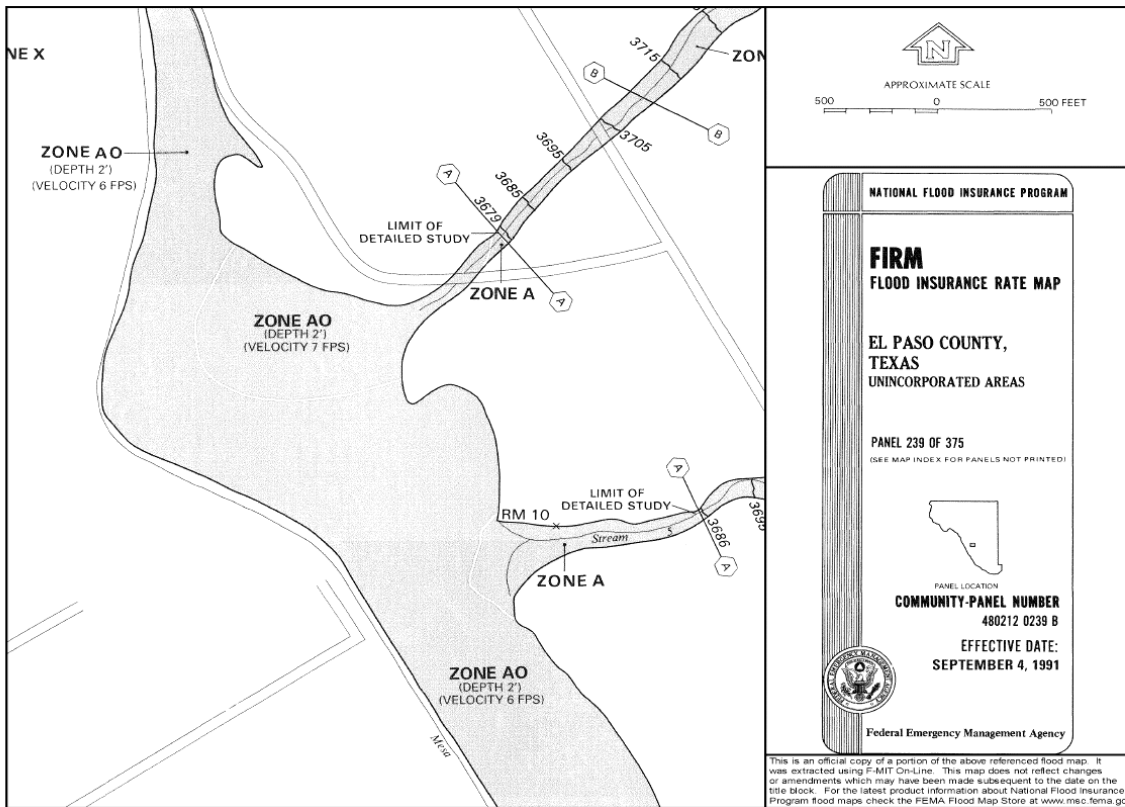 NE X
ZONE AO
(DEPTH 2')
(VELOCITY 6 FPS)
3715
ZON
B
B
3705
3695
3685
3679
A
A
LIMIT OF
DETAILED STUDY
ZONE A
ZONE AO
(DEPTH 2')
(VELOCITY 7 FPS)
LIMIT OF
DETAILED STUDY
A
A
3686
RM 10
Stream
5
ZONE A
ZONE AO
(DEPTH 2')
(VELOCITY 6 FPS)
Mesa
N
APPROXIMATE SCALE
500 0 500 FEET
NATIONAL FLOOD INSURANCE PROGRAM
FIRM
FLOOD INSURANCE RATE MAP
EL PASO COUNTY,
TEXAS
UNINCORPORATED AREAS
PANEL 239 OF 375
(SEE MAP INDEX FOR PANELS NOT PRINTED)
PANEL LOCATION
COMMUNITY-PANEL NUMBER
480212 0239 B
EFFECTIVE DATE:
SEPTEMBER 4, 1991
Federal Emergency Management Agency
This is an official copy of a portion of the above referenced flood map. It
was extracted using F-MIT On-Line. This map does not reflect changes
or amendments which may have been made subsequent to the date on the
title block. For the latest product information about National Flood Insurance
Program flood maps check the FEMA Flood Map Store at www.msc.fema.go